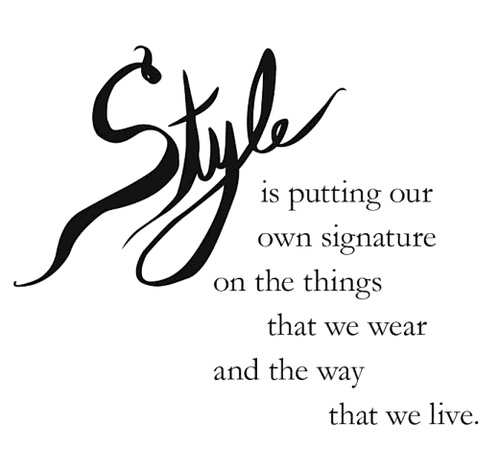 Style
is putting our
own signature
on the things
that we wear
and the way
that we live.